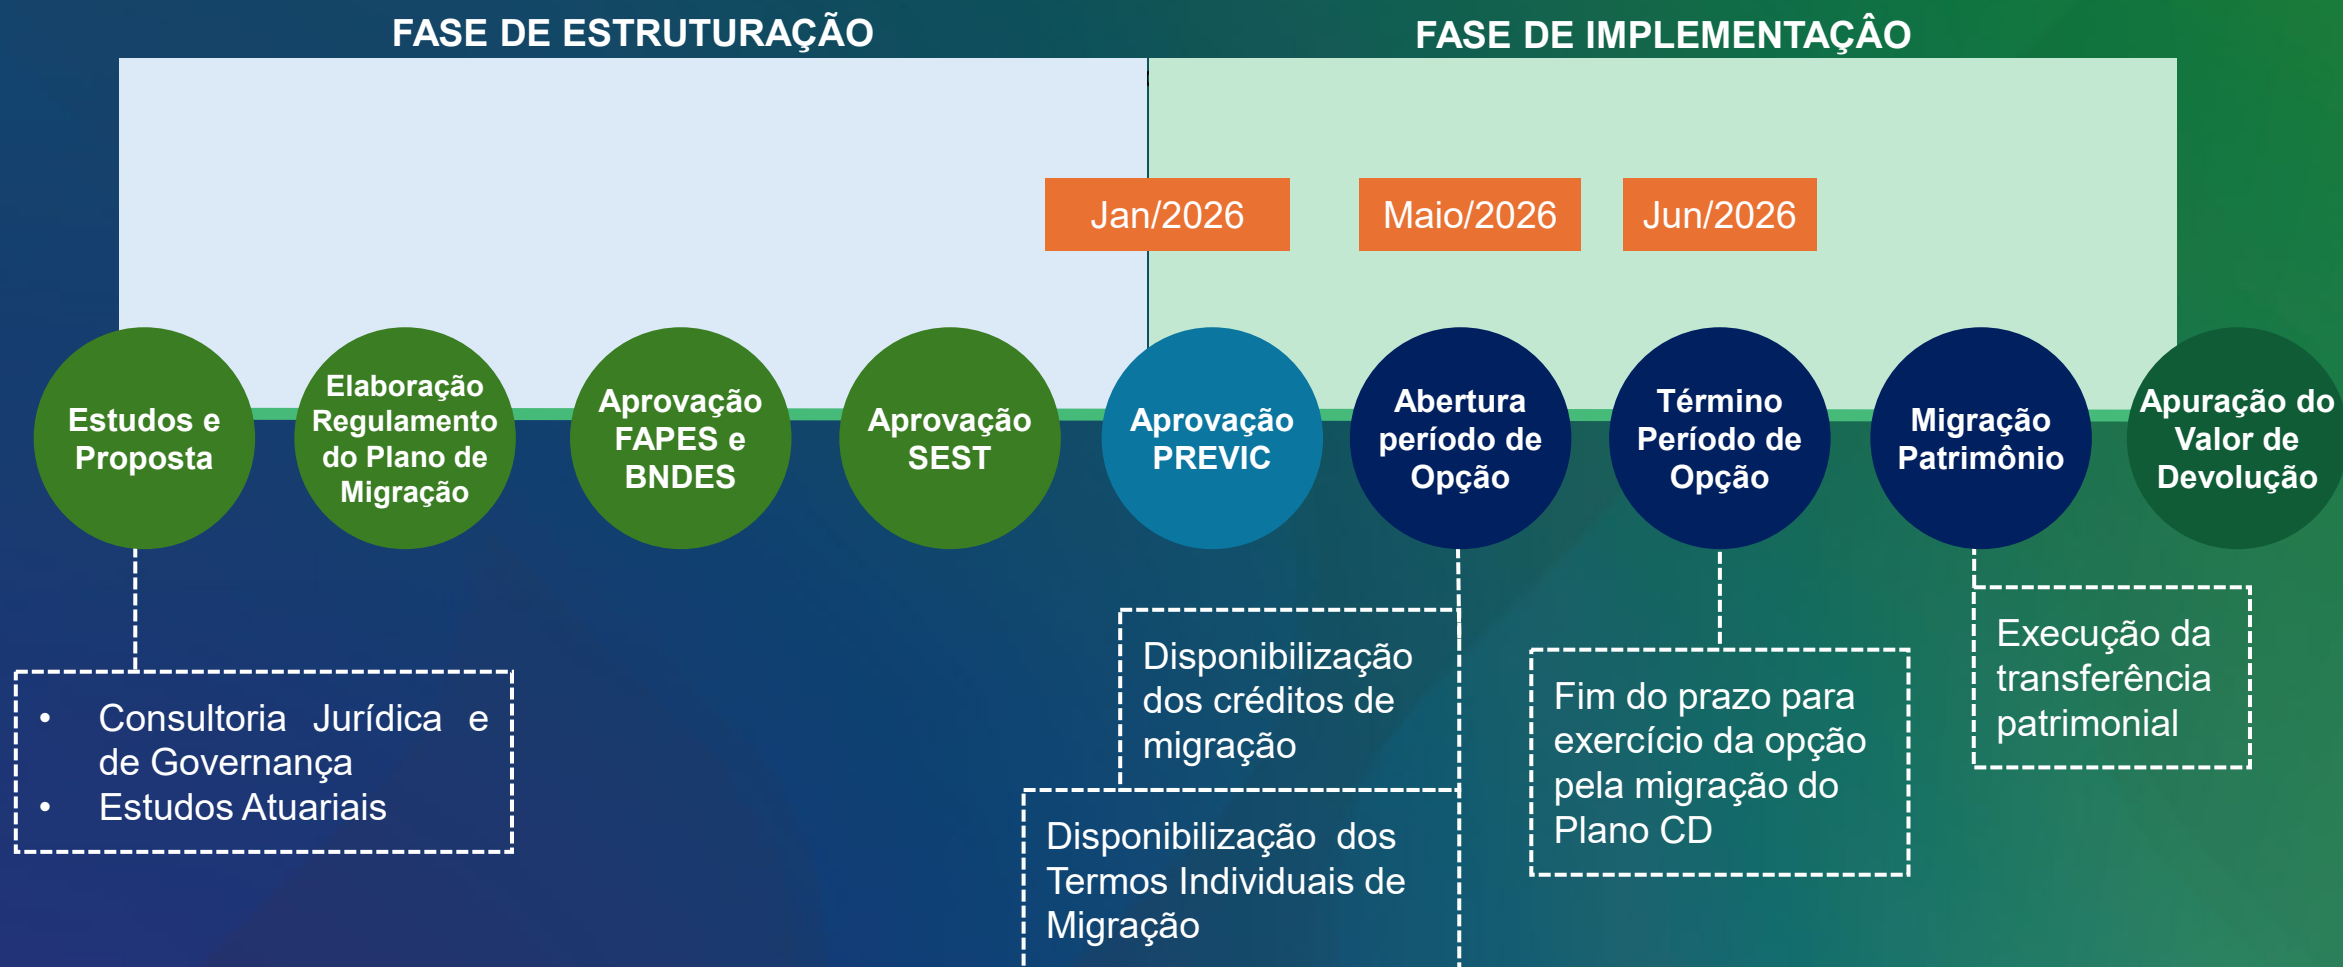 FASE DE ESTRUTURAÇÃO
FASE DE IMPLEMENTAÇÂO
Jan/2026
Maio/2026
Jun/2026
Estudos e
Proposta
Elaboração
Regulamento
do Plano de
Migração
Aprovação
FAPES e
BNDES
Aprovação
SEST
Aprovação
PREVIC
Abertura
período de
Opção
Término
Período de
Opção
Migração
Patrimônio
Apuração do
Valor de
Devolução
• Consultoria Jurídica e
de Governança
• Estudos Atuariais
Disponibilização
dos créditos de
migração
Disponibilização dos
Termos Individuais de
Migração
Fim do prazo para
exercício da opção
pela migração do
Plano CD
Execução da
transferência
patrimonial